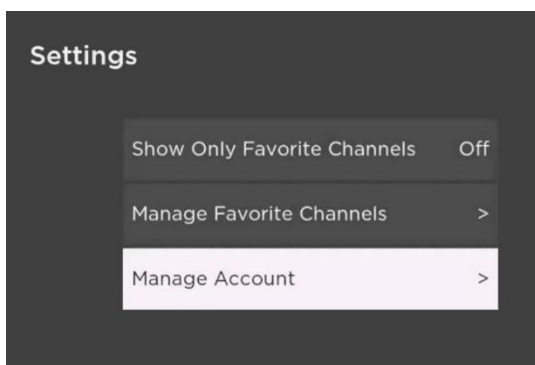 Settings
Show Only Favorite Channels Off
Manage Favorite Channels >
Manage Account >